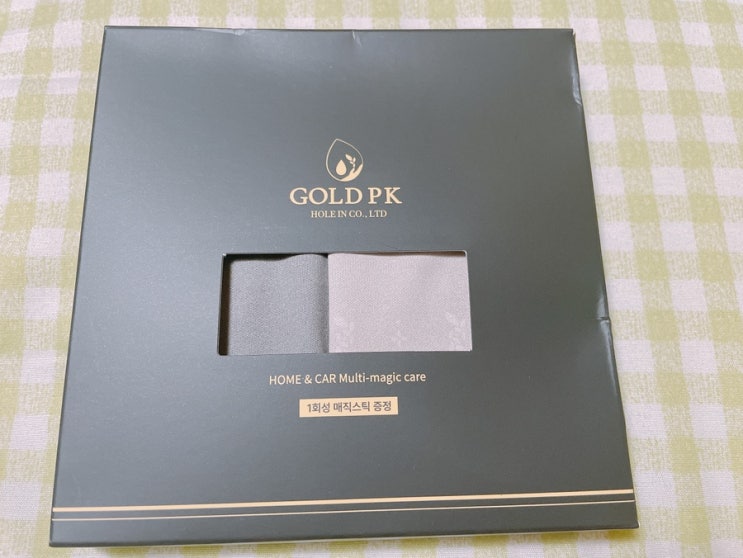 GOLD PK
HOLE IN CO., LTD
HOME & CAR Multi-magic care
1회성 매직스틱 증정